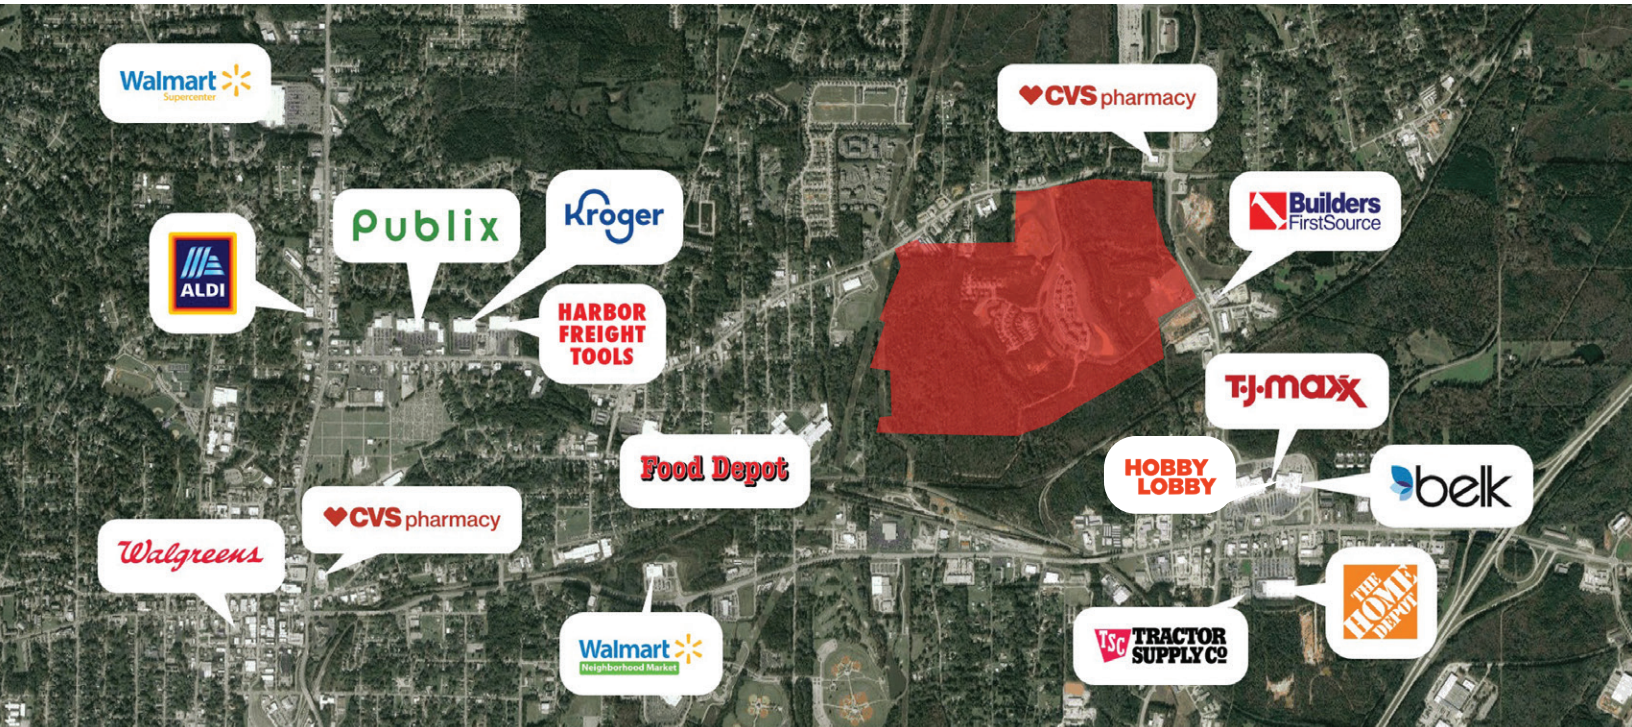 Walmart
Supercenter
CVS pharmacy
Publix
Kroger
Builders
FirstSource
ALDI
HARBOR
FREIGHT
TOOLS
T·J·maxx
Food Depot
HOBBY
LOBBY
belk
CVS pharmacy
Walgreens
THE
HOME
DEPOT
Walmart
Neighborhood Market
TSC TRACTOR
SUPPLY CO